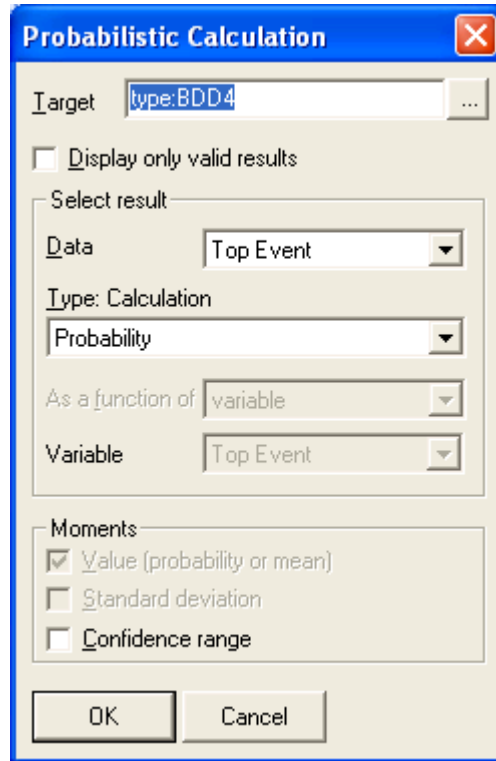 Probabilistic Calculation
Target type:BDD4 ...
Display only valid results
Select result
Data Top Event
Type: Calculation
Probability
As a function of variable
Variable Top Event
Moments
Value (probability or mean)
Standard deviation
Confidence range
OK Cancel